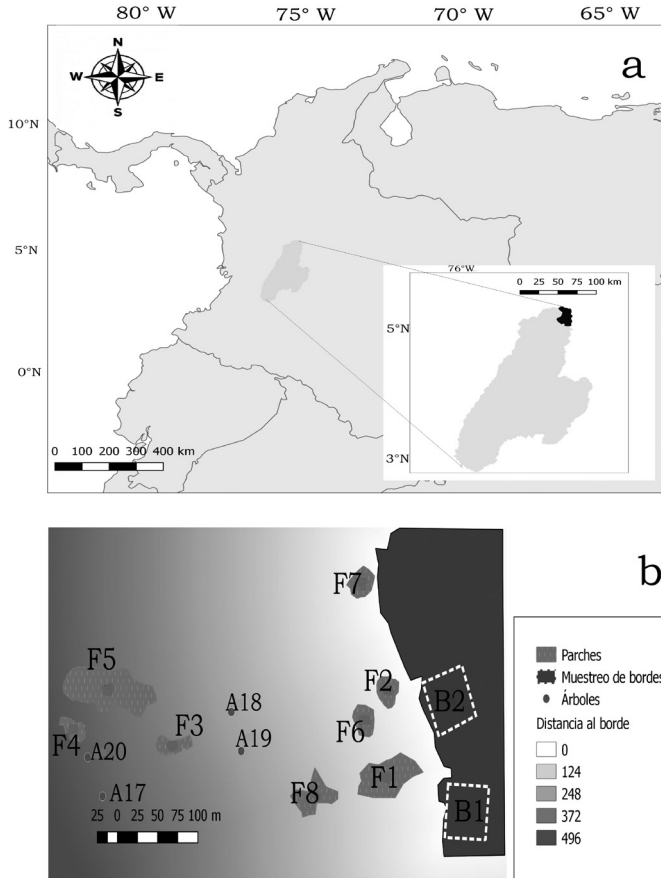 80° W 75° W 70° W 65° W
N
W E
S
a
10°N
5°N
0°N
76°W
0 25 50 75 100 km
5°N
3°N
0 100 200 300 400 km
b
F7
F5
F2
A18
B2
F4
F3
F6
A20
A19
F1
A17
F8
B1
25 0 25 50 75 100 m
Parches
Muestreo de bordes
Árboles
Distancia al borde
0
124
248
372
496